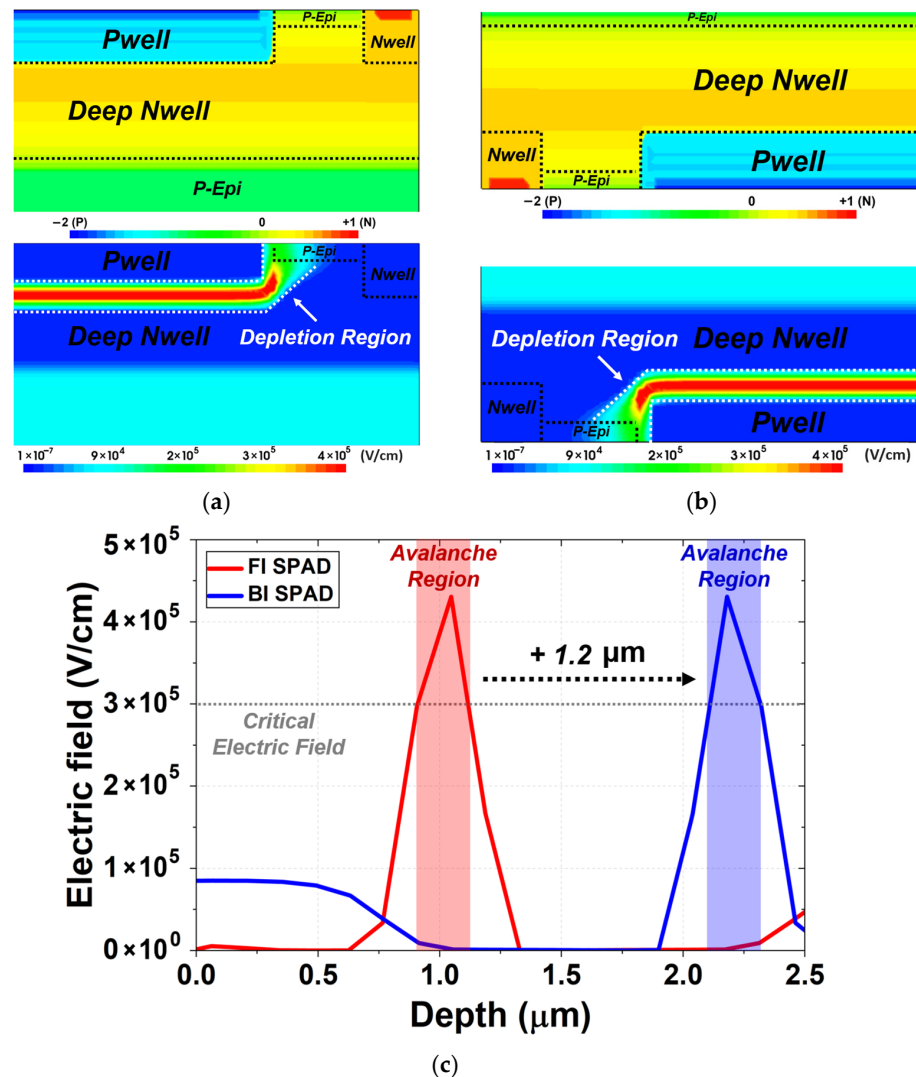 P-Epi
Pwell
Nwell
Deep Nwell
P-Epi
−2 (P) 0 +1 (N)
Pwell
P-Epi
Nwell
Deep Nwell
Depletion Region
1×10⁻⁷ 9×10⁴ 2×10⁵ 3×10⁵ 4×10⁵ (V/cm)
(a)
P-Epi
Deep Nwell
Nwell
P-Epi
Pwell
−2 (P) 0 +1 (N)
Depletion Region
Deep Nwell
Nwell
P-Epi
Pwell
1×10⁻⁷ 9×10⁴ 2×10⁵ 3×10⁵ 4×10⁵ (V/cm)
(b)
FI SPAD
BI SPAD
Avalanche
Region
Avalanche
Region
+ 1.2 μm
Critical
Electric Field
Electric field (V/cm)
5×10⁵
4×10⁵
3×10⁵
2×10⁵
1×10⁵
0×10⁰
0.0 0.5 1.0 1.5 2.0 2.5
Depth (μm)
(c)